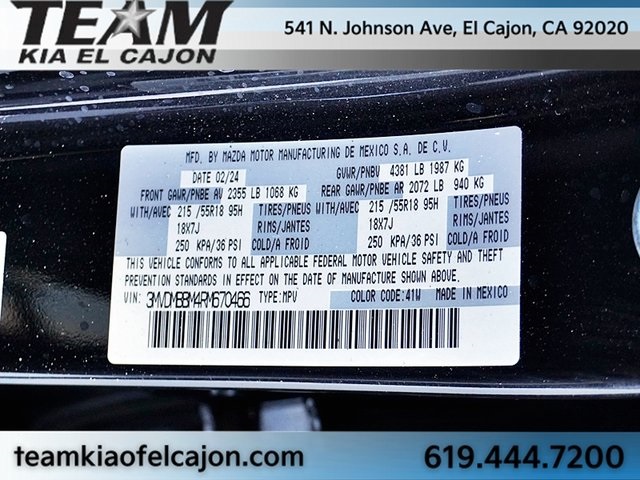 TEAM
KIA EL CAJON
541 N. Johnson Ave, El Cajon, CA 92020
MFD. BY MAZDA MOTOR MANUFACTURING DE MEXICO S.A. DE C.V.
DATE 02/24 GVWR/PNBV 4381 LB 1987 KG
FRONT GAWR/PNBE AV 2355 LB 1068 KG REAR GAWR/PNBE AR 2072 LB 940 KG
WITH/AVEC 215 /55R18 95H TIRES/PNEUS WITH/AVEC 215 /55R18 95H TIRES/PNEUS
18X7J RIMS/JANTES 18X7J RIMS/JANTES
250 KPA/36 PSI COLD/A FROID 250 KPA/36 PSI COLD/A FROID
THIS VEHICLE CONFORMS TO ALL APPLICABLE FEDERAL MOTOR VEHICLE SAFETY AND THEFT
PREVENTION STANDARDS IN EFFECT ON THE DATE OF MANUFACTURE SHOWN ABOVE.
VIN: 3MVDMBBM4RM670466 TYPE:MPV COLOR CODE:41W MADE IN MEXICO
teamkiaofelcajon.com 619.444.7200